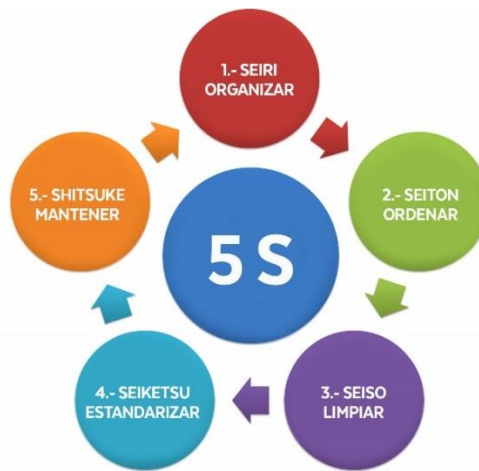 1.- SEIRI
ORGANIZAR
2.- SEITON
ORDENAR
3.- SEISO
LIMPIAR
4.- SEIKETSU
ESTANDARIZAR
5.- SHITSUKE
MANTENER
5 S